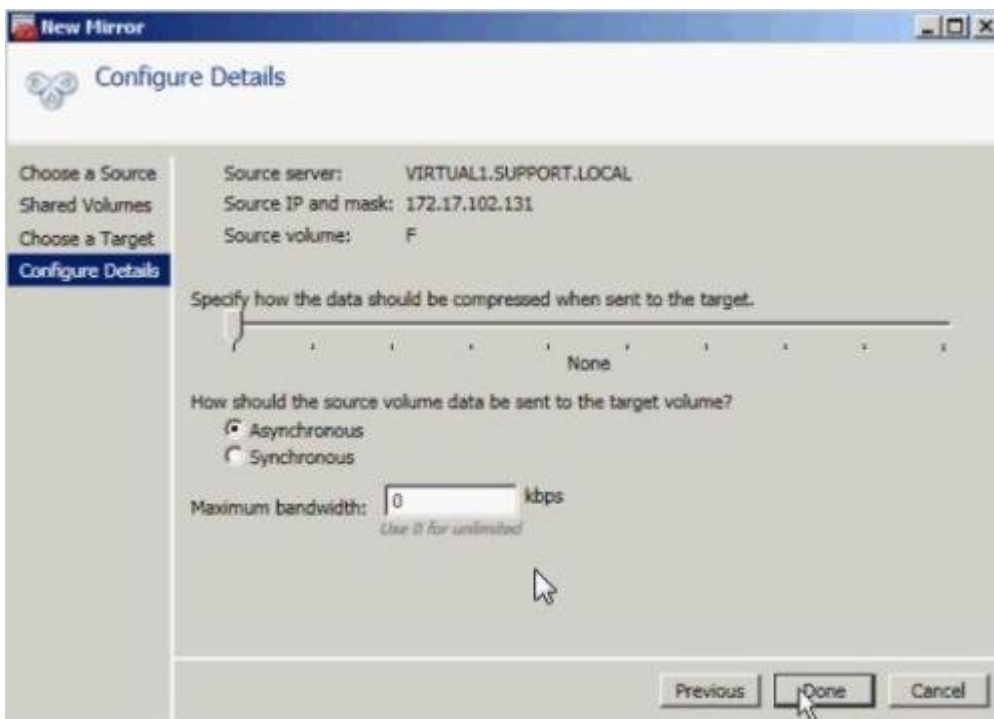 New Mirror
Configure Details
Choose a Source
Shared Volumes
Choose a Target
Configure Details
Source server: VIRTUAL1.SUPPORT.LOCAL
Source IP and mask: 172.17.102.131
Source volume: F
Specify how the data should be compressed when sent to the target.
None
How should the source volume data be sent to the target volume?
Asynchronous
Synchronous
Maximum bandwidth: 0 kbps
Use 0 for unlimited
Previous Done Cancel